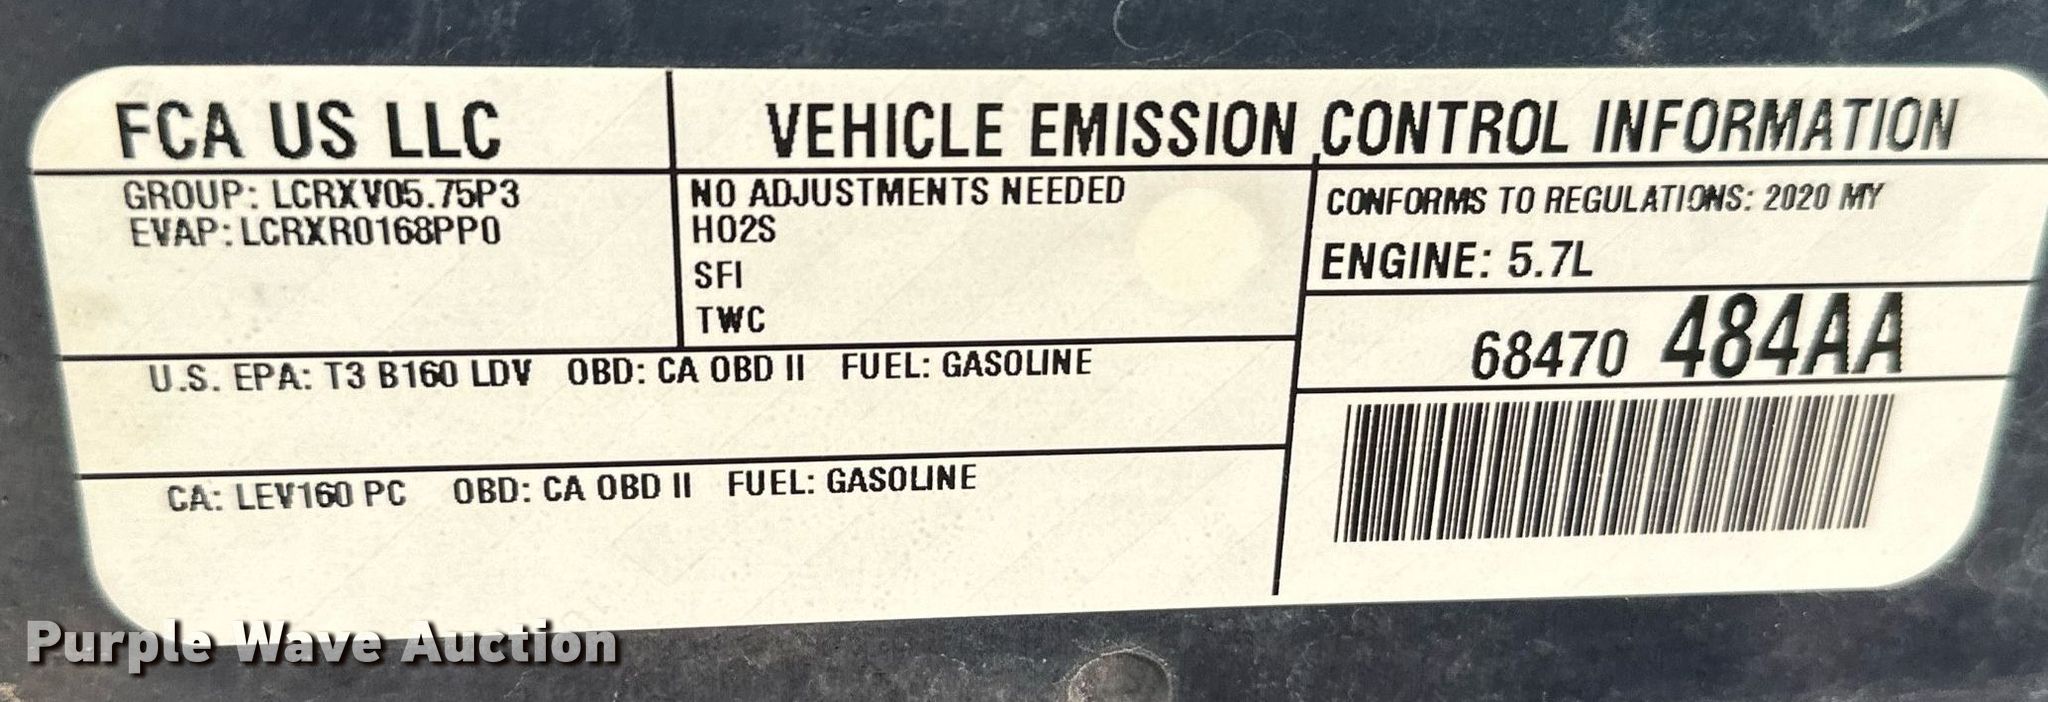 FCA US LLC
VEHICLE EMISSION CONTROL INFORMATION
GROUP: LCRXV05.75P3
EVAP: LCRXR0168PP0
NO ADJUSTMENTS NEEDED
HO2S
SFI
TWC
CONFORMS TO REGULATIONS: 2020 MY
ENGINE: 5.7L
68470 484AA
U.S. EPA: T3 B160 LDV OBD: CA OBD II FUEL: GASOLINE
CA: LEV160 PC OBD: CA OBD II FUEL: GASOLINE
Purple Wave Auction